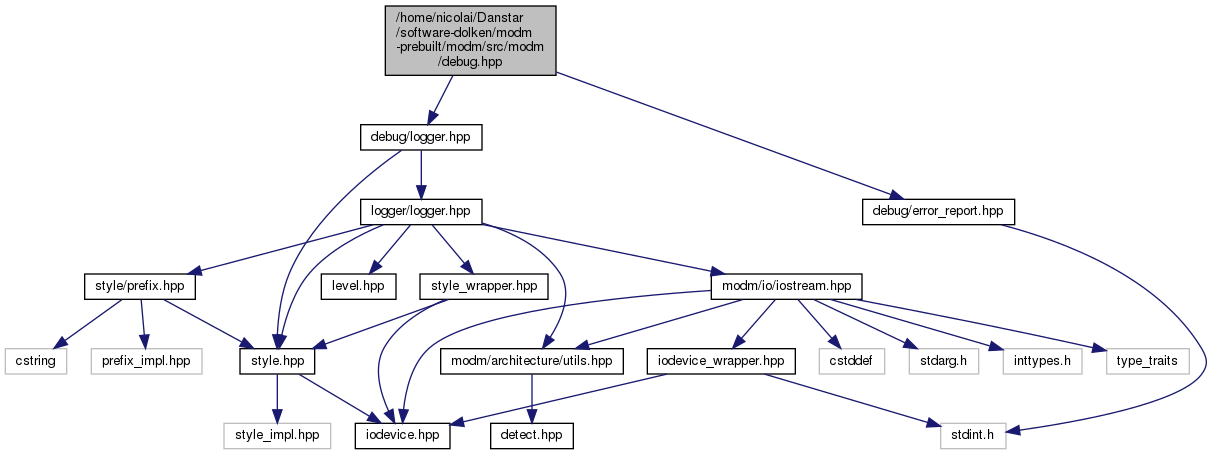 /home/nicolai/Danstar
/software-dolken/modm
-prebuilt/modm/src/modm
/debug.hpp
debug/logger.hpp
logger/logger.hpp
debug/error_report.hpp
style/prefix.hpp
level.hpp
style_wrapper.hpp
modm/io/iostream.hpp
cstring
prefix_impl.hpp
style.hpp
modm/architecture/utils.hpp
iodevice_wrapper.hpp
cstddef
stdarg.h
inttypes.h
type_traits
style_impl.hpp
iodevice.hpp
detect.hpp
stdint.h